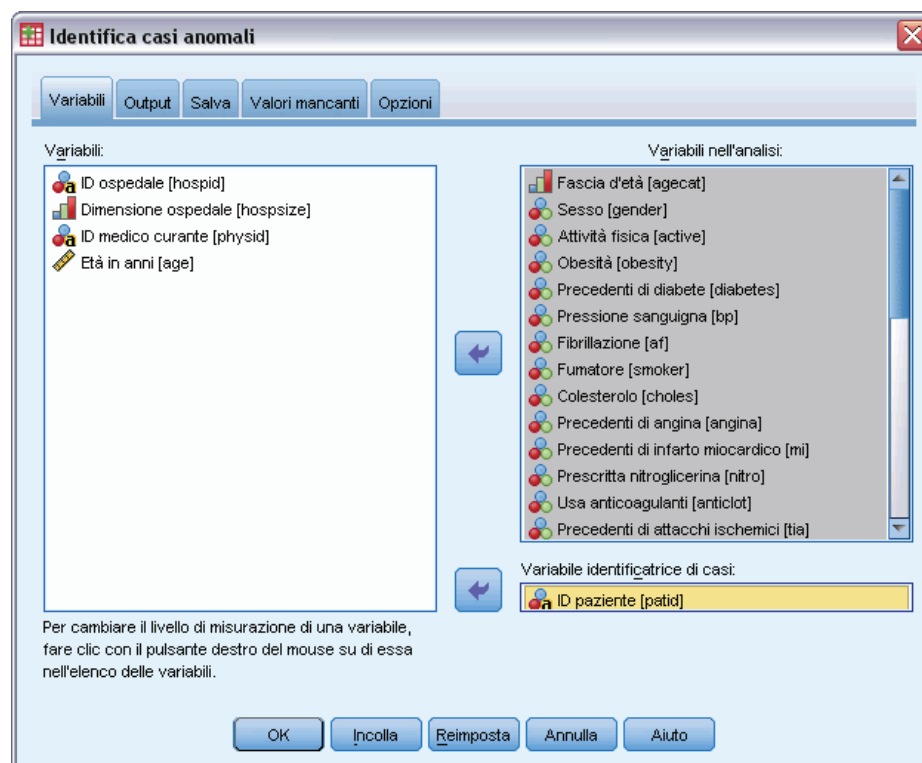 Identifica casi anomali
Variabili Output Salva Valori mancanti Opzioni
Variabili:
ID ospedale [hospid]
Dimensione ospedale [hospsize]
ID medico curante [physid]
Età in anni [age]
Per cambiare il livello di misurazione di una variabile,
fare clic con il pulsante destro del mouse su di essa
nell'elenco delle variabili.
Variabili nell'analisi:
Fascia d'età [agecat]
Sesso [gender]
Attività fisica [active]
Obesità [obesity]
Precedenti di diabete [diabetes]
Pressione sanguigna [bp]
Fibrillazione [af]
Fumatore [smoker]
Colesterolo [choles]
Precedenti di angina [angina]
Precedenti di infarto miocardico [mi]
Prescritta nitroglicerina [nitro]
Usa anticoagulanti [anticlot]
Precedenti di attacchi ischemici [tia]
Variabile identificatrice di casi:
ID paziente [patid]
OK Incolla Reimposta Annulla Aiuto